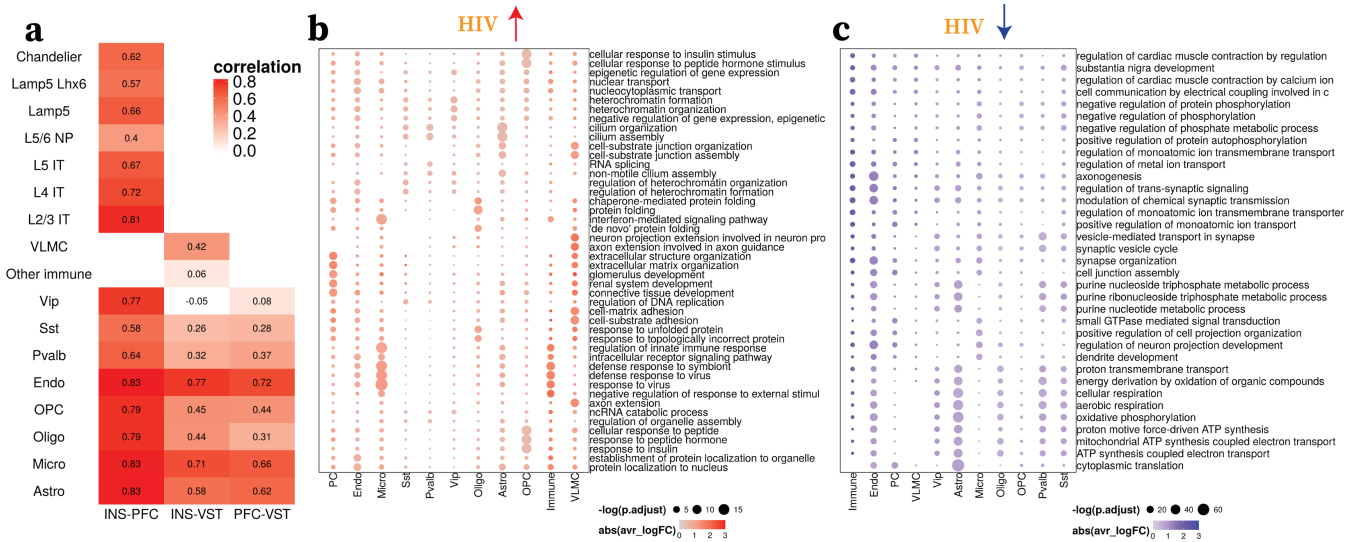 a
Chandelier 0.62
Lamp5 Lhx6 0.57
Lamp5 0.66
L5/6 NP 0.4
L5 IT 0.67
L4 IT 0.72
L2/3 IT 0.81
VLMC 0.42
Other immune 0.06
Vip 0.77 -0.05 0.08
Sst 0.58 0.26 0.28
Pvalb 0.64 0.32 0.37
Endo 0.83 0.77 0.72
OPC 0.79 0.45 0.44
Oligo 0.79 0.44 0.31
Micro 0.83 0.71 0.66
Astro 0.83 0.58 0.62
INS-PFC INS-VST PFC-VST
correlation
0.8
0.6
0.4
0.2
0.0
b
HIV
cellular response to insulin stimulus
cellular response to peptide hormone stimulus
epigenetic regulation of gene expression
nuclear transport
nucleocytoplasmic transport
heterochromatin formation
heterochromatin organization
negative regulation of gene expression, epigenetic
cilium organization
cilium assembly
cell-substrate junction organization
cell-substrate junction assembly
RNA splicing
non-motile cilium assembly
regulation of heterochromatin organization
regulation of heterochromatin formation
chaperone-mediated protein folding
protein folding
interferon-mediated signaling pathway
'de novo' protein folding
neuron projection extension involved in neuron pro
axon extension involved in axon guidance
extracellular structure organization
extracellular matrix organization
glomerulus development
renal system development
connective tissue development
regulation of DNA replication
cell-matrix adhesion
cell-substrate adhesion
response to unfolded protein
response to topologically incorrect protein
regulation of innate immune response
intracellular receptor signaling pathway
defense response to symbiont
defense response to virus
response to virus
negative regulation of response to external stimul
axon extension
ncRNA catabolic process
regulation of organelle assembly
cellular response to peptide
response to peptide hormone
response to insulin
establishment of protein localization to organelle
protein localization to nucleus
PC Endo Micro Sst Pvalb Vip Oligo Astro OPC Immune VLMC
-log(p.adjust) 5 10 15
abs(avr_logFC) 0 1 2 3
c
HIV
regulation of cardiac muscle contraction by regulation
substantia nigra development
regulation of cardiac muscle contraction by calcium ion
cell communication by electrical coupling involved in c
negative regulation of protein phosphorylation
negative regulation of phosphorylation
negative regulation of phosphate metabolic process
positive regulation of protein autophosphorylation
regulation of monoatomic ion transmembrane transport
regulation of metal ion transport
axonogenesis
regulation of trans-synaptic signaling
modulation of chemical synaptic transmission
regulation of monoatomic ion transmembrane transporter
positive regulation of monoatomic ion transport
vesicle-mediated transport in synapse
synaptic vesicle cycle
synapse organization
cell junction assembly
purine nucleoside triphosphate metabolic process
purine ribonucleoside triphosphate metabolic process
purine nucleotide metabolic process
small GTPase mediated signal transduction
positive regulation of cell projection organization
regulation of neuron projection development
dendrite development
proton transmembrane transport
energy derivation by oxidation of organic compounds
cellular respiration
aerobic respiration
oxidative phosphorylation
proton motive force-driven ATP synthesis
mitochondrial ATP synthesis coupled electron transport
ATP synthesis coupled electron transport
cytoplasmic translation
Immune Endo PC VLMC Vip Astro Micro Oligo OPC Pvalb Sst
-log(p.adjust) 20 40 60
abs(avr_logFC) 0 1 2 3